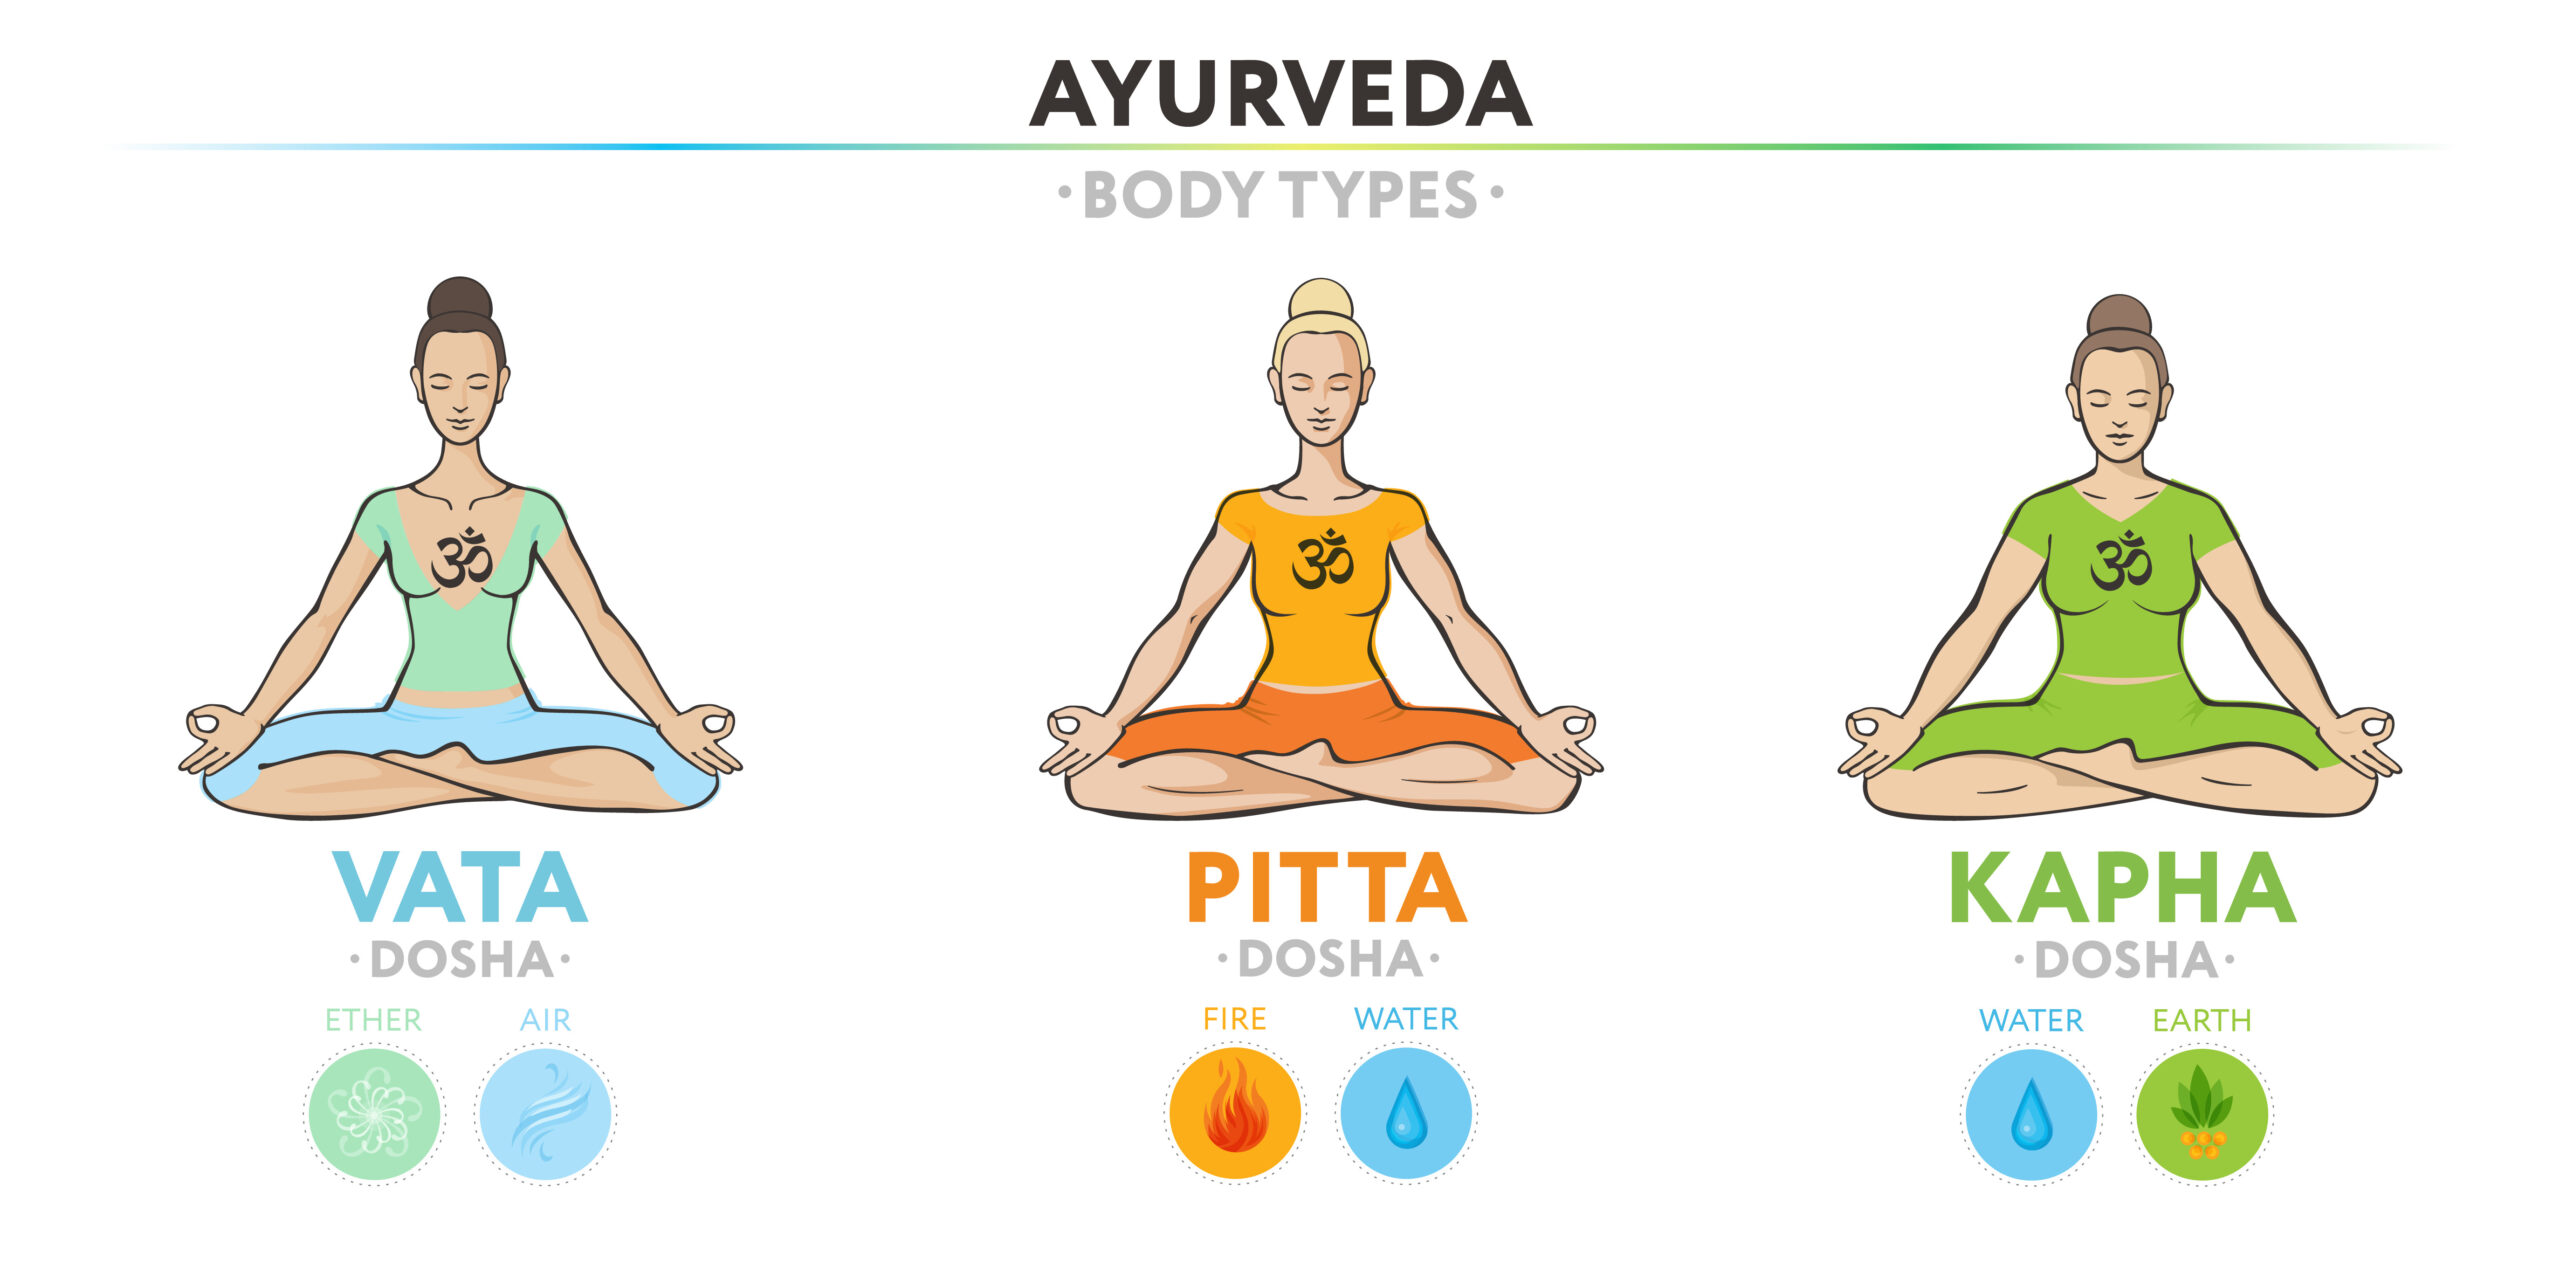 AYURVEDA
·BODY TYPES·
ॐ
ॐ
ॐ
VATA
·DOSHA·
ETHER AIR
PITTA
·DOSHA·
FIRE WATER
KAPHA
·DOSHA·
WATER EARTH